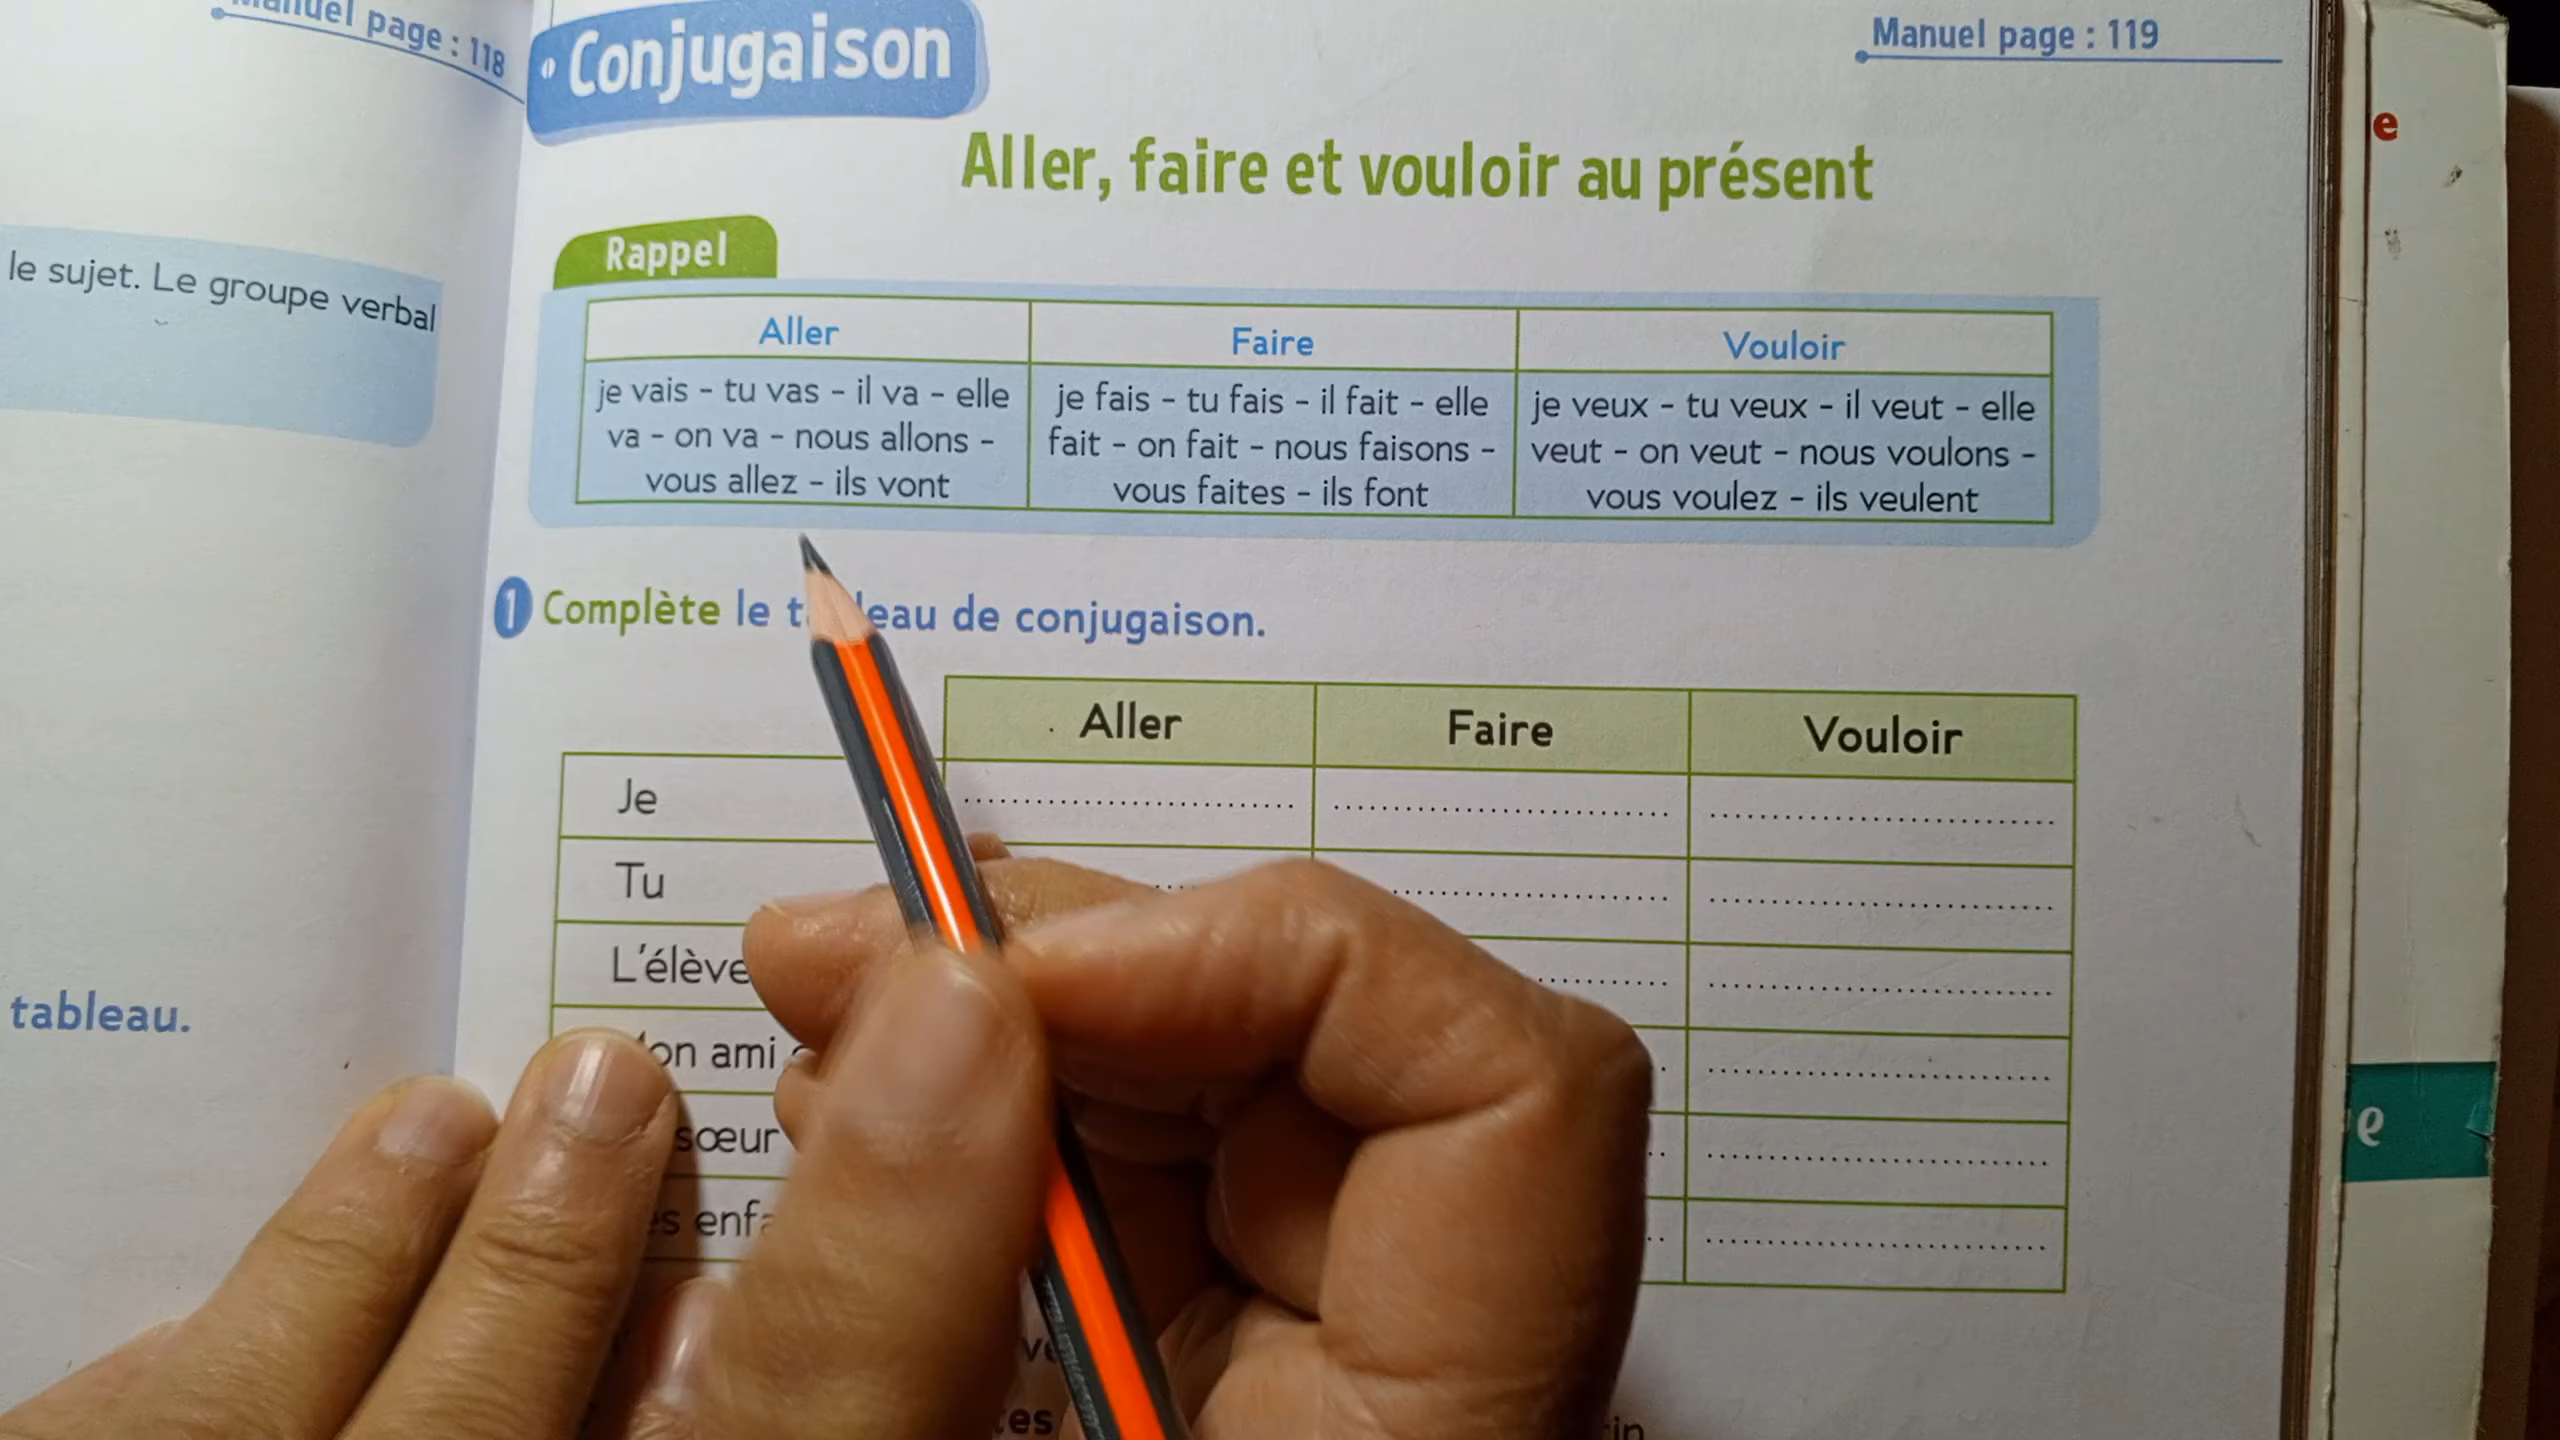 page : 118
le sujet. Le groupe verbal
tableau.
Conjugaison
Manuel page : 119
Aller, faire et vouloir au présent
Rappel
Aller Faire Vouloir
je vais - tu vas - il va - elle
va - on va - nous allons -
vous allez - ils vont
je fais - tu fais - il fait - elle
fait - on fait - nous faisons -
vous faites - ils font
je veux - tu veux - il veut - elle
veut - on veut - nous voulons -
vous voulez - ils veulent
1 Complète le de conjugaison.
Aller Faire Vouloir
Je
Tu
L'élève
ami
sœur
e
e